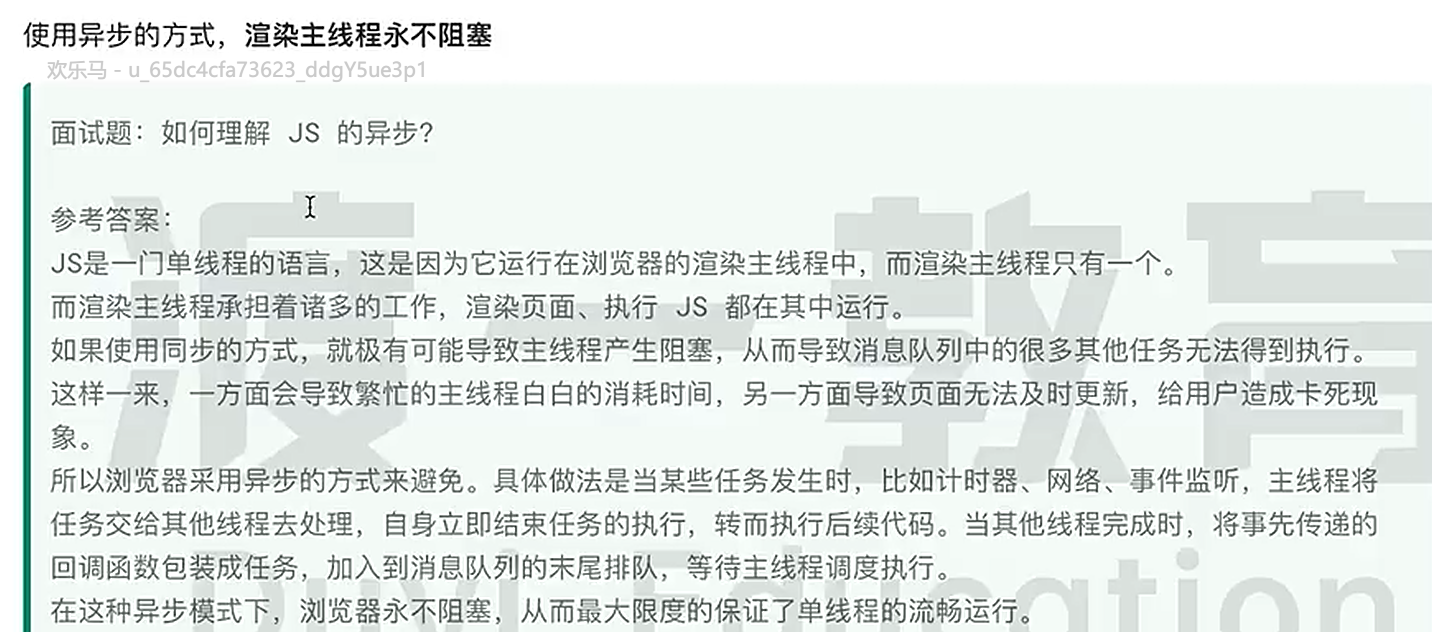 使用异步的方式，渲染主线程永不阻塞
欢乐马 - u_65dc4cfa73623_ddgY5ue3p1
面试题：如何理解 JS 的异步？
参考答案：
JS是一门单线程的语言，这是因为它运行在浏览器的渲染主线程中，而渲染主线程只有一个。
而渲染主线程承担着诸多的工作，渲染页面、执行 JS 都在其中运行。
如果使用同步的方式，就极有可能导致主线程产生阻塞，从而导致消息队列中的很多其他任务无法得到执行。
这样一来，一方面会导致繁忙的主线程白白的消耗时间，另一方面导致页面无法及时更新，给用户造成卡死现
象。
所以浏览器采用异步的方式来避免。具体做法是当某些任务发生时，比如计时器、网络、事件监听，主线程将
任务交给其他线程去处理，自身立即结束任务的执行，转而执行后续代码。当其他线程完成时，将事先传递的
回调函数包装成任务，加入到消息队列的末尾排队，等待主线程调度执行。
在这种异步模式下，浏览器永不阻塞，从而最大限度的保证了单线程的流畅运行。
渡一教育
Duyi Education